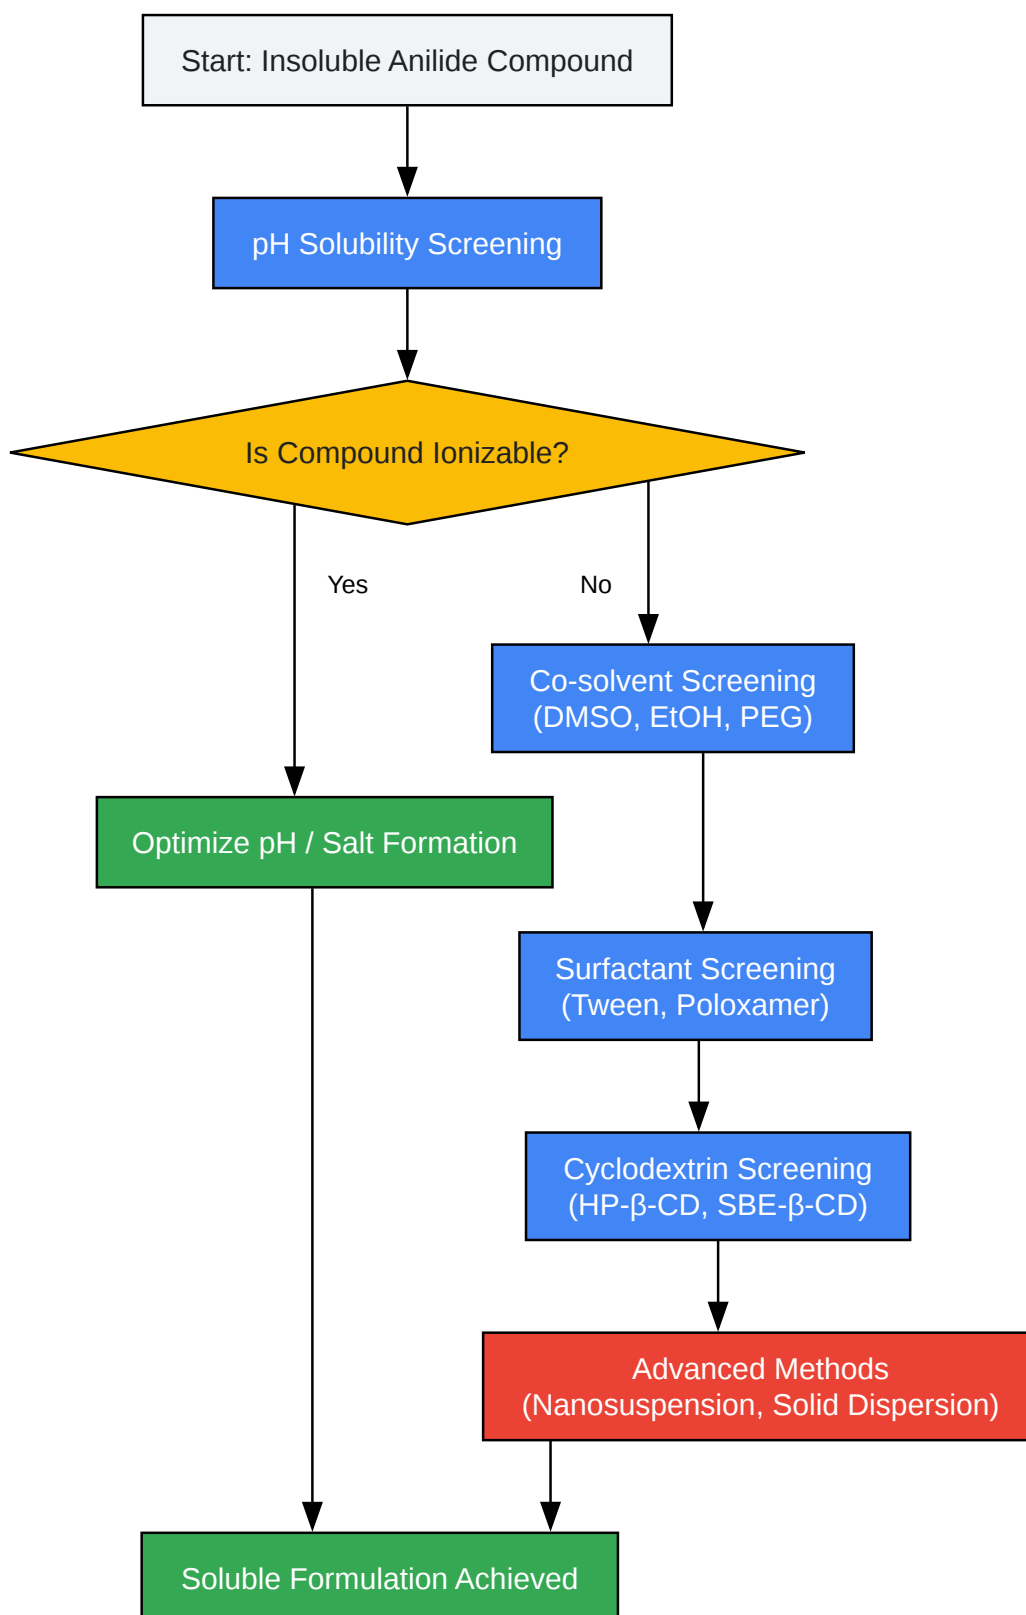 Start: Insoluble Anilide Compound
pH Solubility Screening
Is Compound Ionizable?
Yes
No
Co-solvent Screening
(DMSO, EtOH, PEG)
Optimize pH / Salt Formation
Surfactant Screening
(Tween, Poloxamer)
Cyclodextrin Screening
(HP-β-CD, SBE-β-CD)
Advanced Methods
(Nanosuspension, Solid Dispersion)
Soluble Formulation Achieved